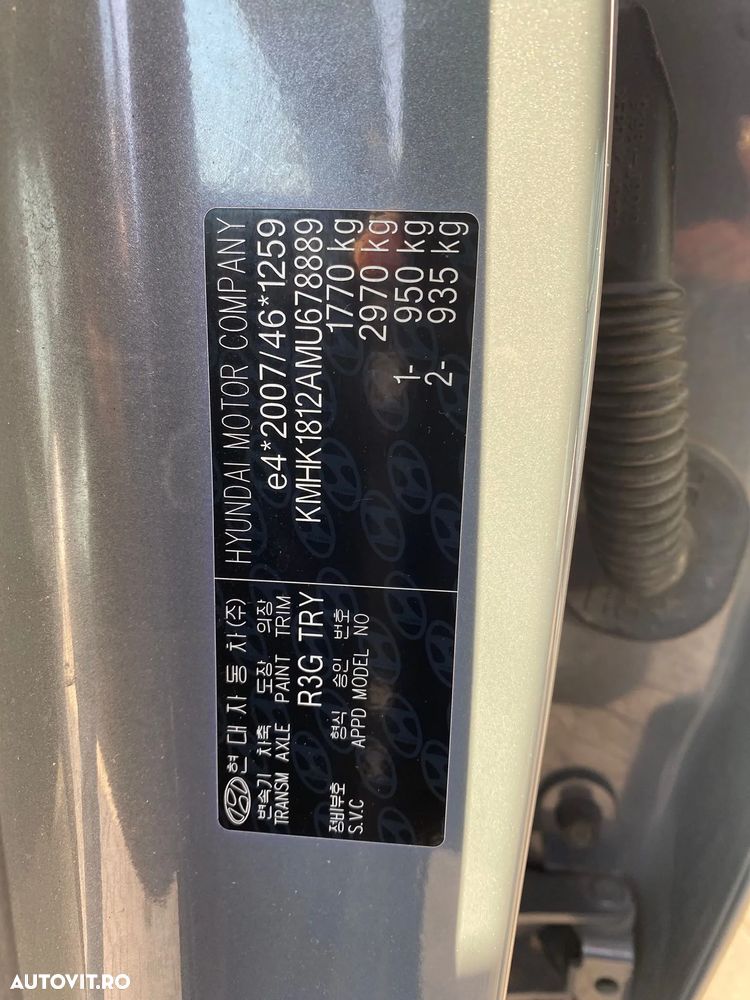 현대자동차(주)
변속기 차축 도장 의장
TRANSM AXLE PAINT TRIM
R3G TRY
형식 승인 번호
APPD MODEL NO
정비부호
S.V.C
HYUNDAI MOTOR COMPANY
e4*2007/46*1259
KMHK1812AMU678889
1770 kg
2970 kg
1- 950 kg
2- 935 kg
AUTOVIT.RO